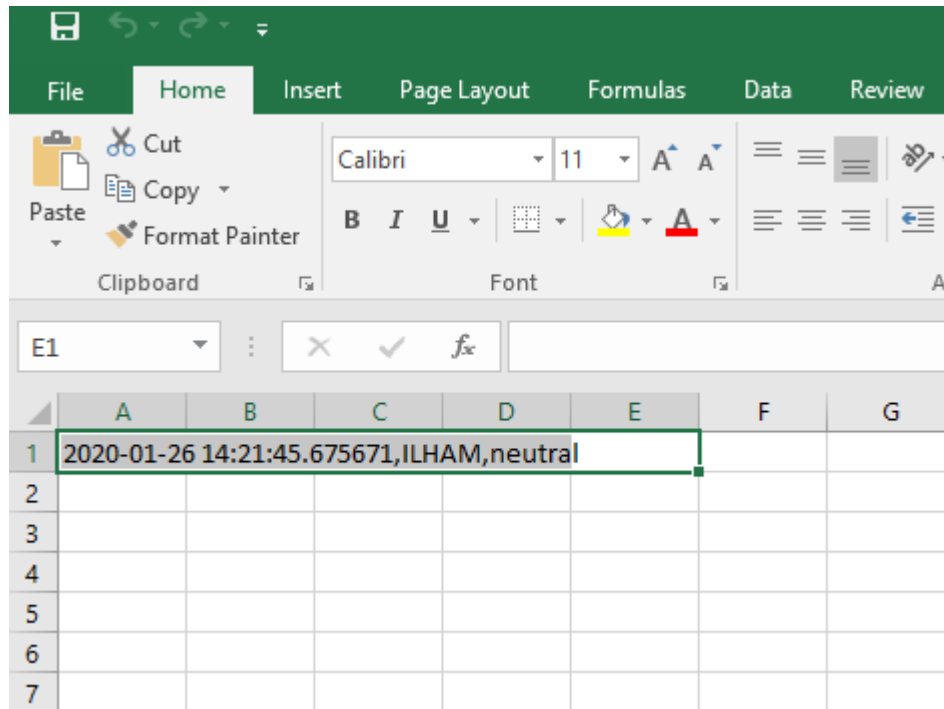 File Home Insert Page Layout Formulas Data Review
Cut
Calibri 11
Copy
Paste
B I U
Format Painter
Clipboard Font
E1 fx
A B C D E F G
1 2020-01-26 14:21:45.675671,ILHAM,neutral
2
3
4
5
6
7